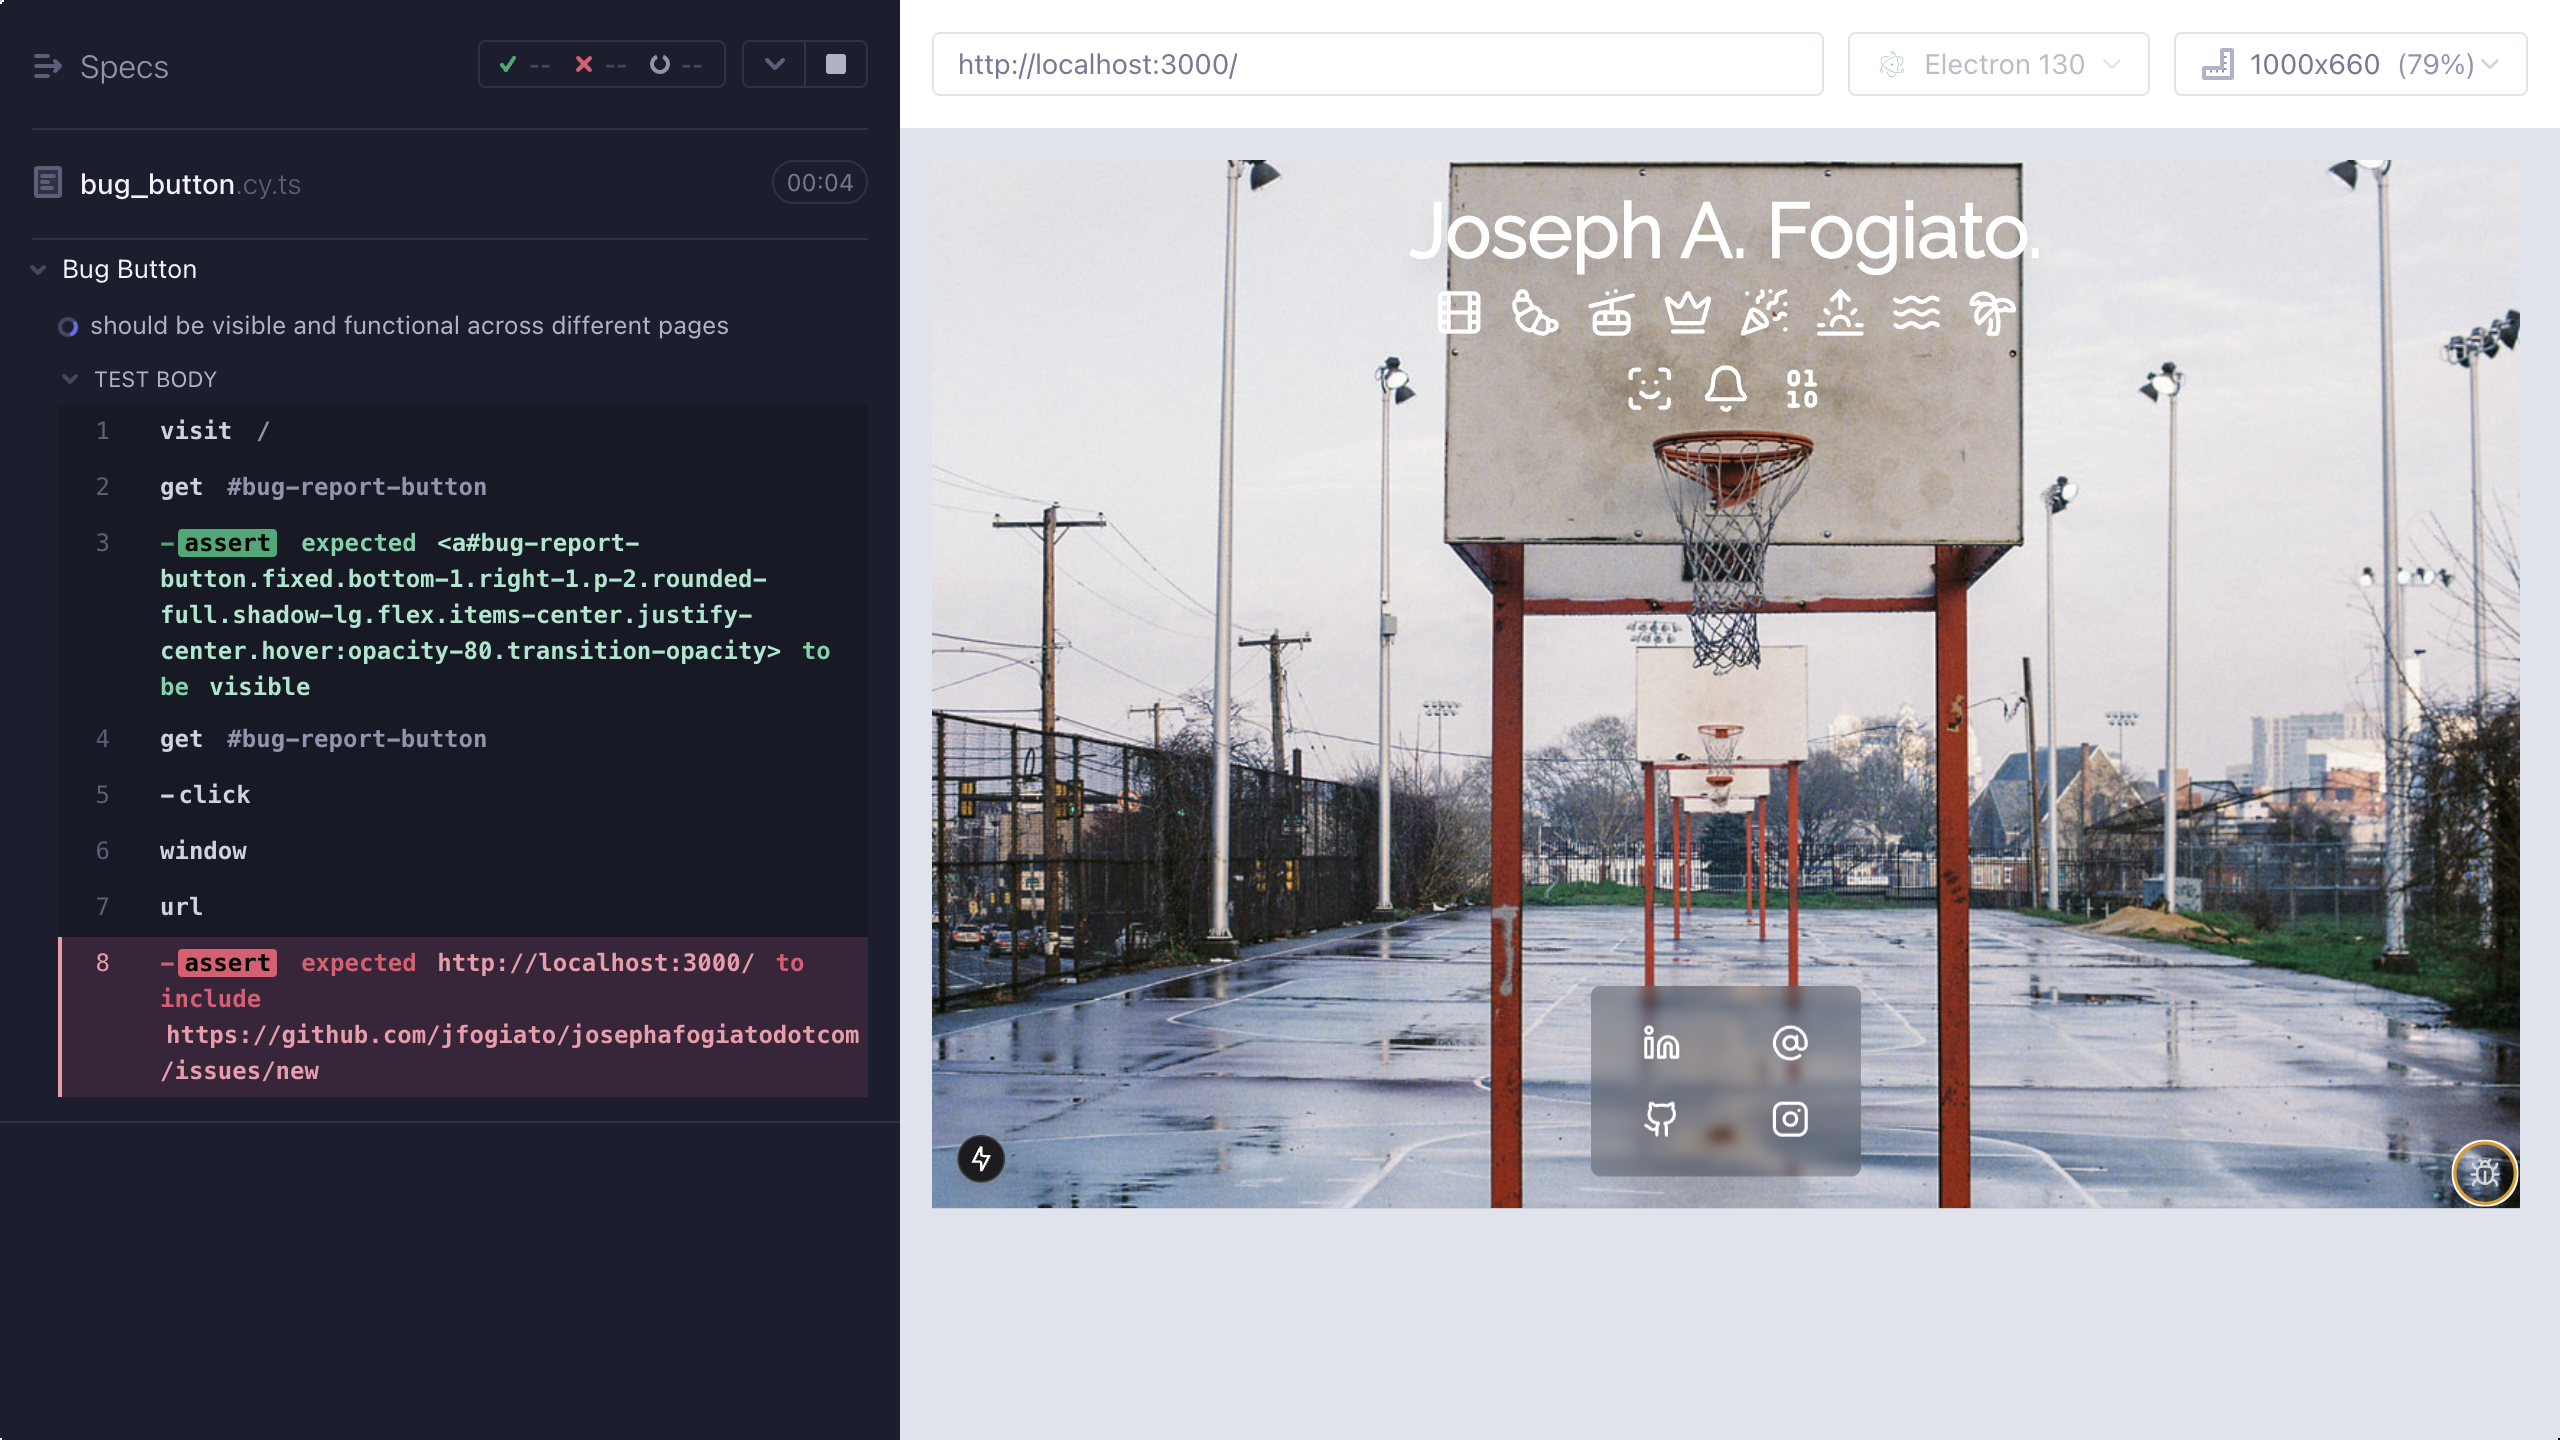 Specs
-- -- --
bug_button.cy.ts
00:04
Bug Button
should be visible and functional across different pages
TEST BODY
1 visit /
2 get #bug-report-button
3 -assert expected <a#bug-report-
button.fixed.bottom-1.right-1.p-2.rounded-
full.shadow-lg.flex.items-center.justify-
center.hover:opacity-80.transition-opacity> to
be visible
4 get #bug-report-button
5 -click
6 window
7 url
8 -assert expected http://localhost:3000/ to
include
https://github.com/jfogiato/josephafogiatodotcom
/issues/new
http://localhost:3000/
Electron 130
1000x660 (79%)
Joseph A. Fogiato.
01
10
in
@